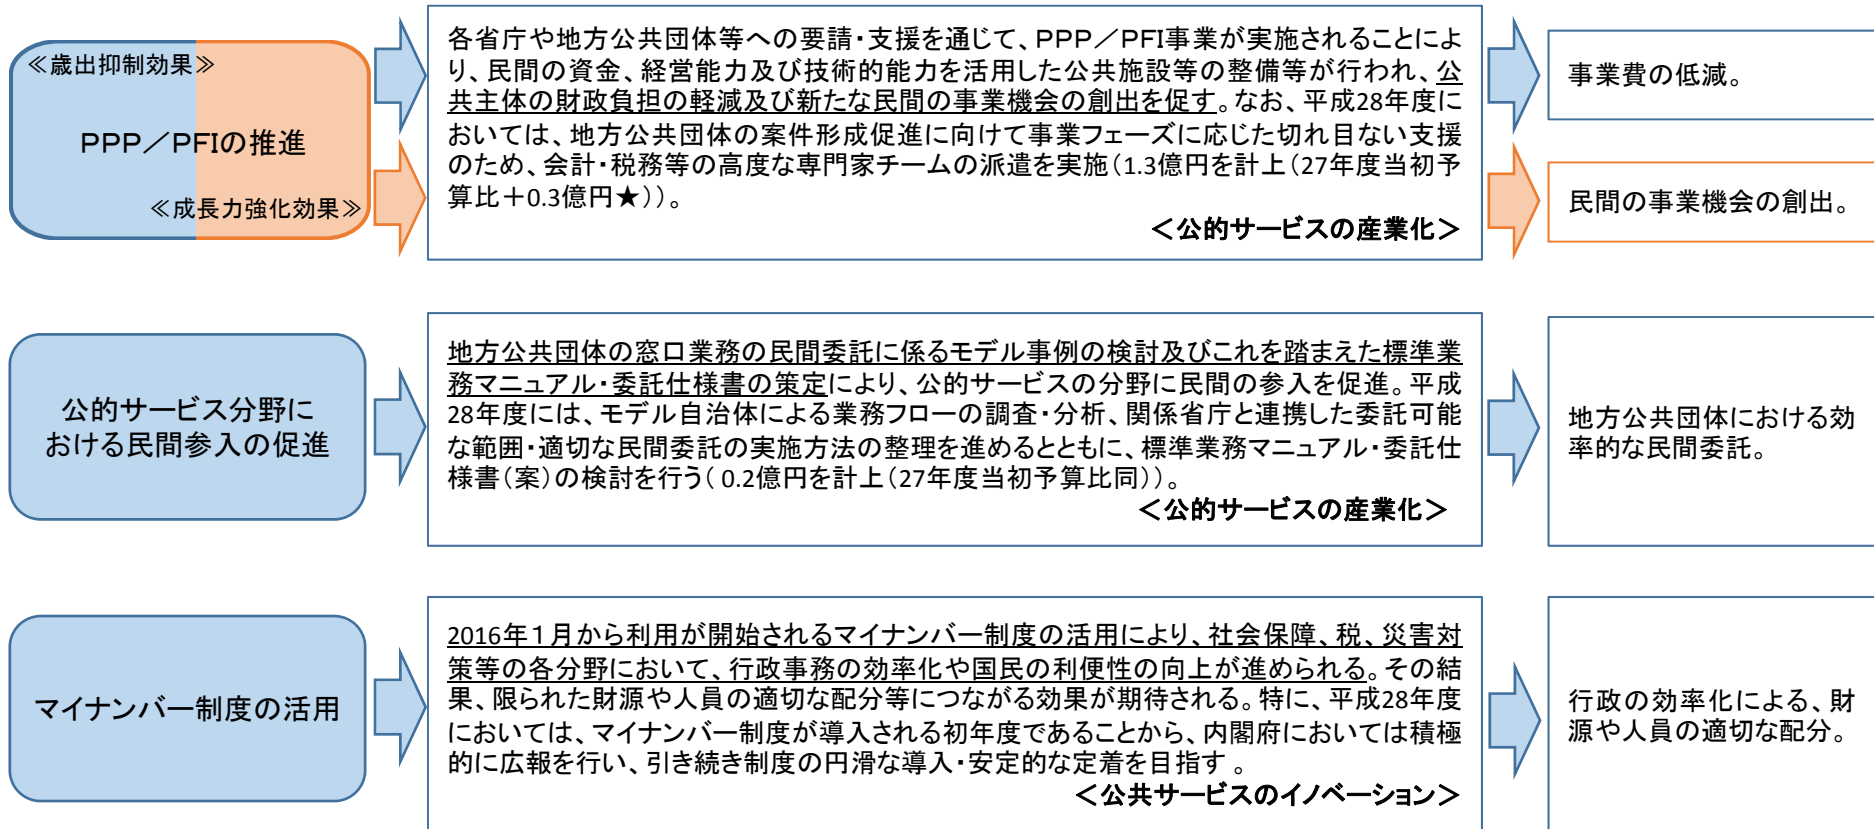 ≪歳出抑制効果≫
PPP／PFIの推進
≪成長力強化効果≫
各省庁や地方公共団体等への要請・支援を通じて、PPP／PFI事業が実施されることによ
り、民間の資金、経営能力及び技術的能力を活用した公共施設等の整備等が行われ、公
共主体の財政負担の軽減及び新たな民間の事業機会の創出を促す。なお、平成28年度に
おいては、地方公共団体の案件形成促進に向けて事業フェーズに応じた切れ目ない支援
のため、会計・税務等の高度な専門家チームの派遣を実施（1.3億円を計上（27年度当初予
算比＋0.3億円★））。
＜公的サービスの産業化＞
事業費の低減。
民間の事業機会の創出。
公的サービス分野に
おける民間参入の促進
地方公共団体の窓口業務の民間委託に係るモデル事例の検討及びこれを踏まえた標準業
務マニュアル・委託仕様書の策定により、公的サービスの分野に民間の参入を促進。平成
28年度には、モデル自治体による業務フローの調査・分析、関係省庁と連携した委託可能
な範囲・適切な民間委託の実施方法の整理を進めるとともに、標準業務マニュアル・委託仕
様書（案）の検討を行う（ 0.2億円を計上（27年度当初予算比同））。
＜公的サービスの産業化＞
地方公共団体における効
率的な民間委託。
マイナンバー制度の活用
2016年１月から利用が開始されるマイナンバー制度の活用により、社会保障、税、災害対
策等の各分野において、行政事務の効率化や国民の利便性の向上が進められる。その結
果、限られた財源や人員の適切な配分等につながる効果が期待される。特に、平成28年度
においては、マイナンバー制度が導入される初年度であることから、内閣府においては積極
的に広報を行い、引き続き制度の円滑な導入・安定的な定着を目指す 。
＜公共サービスのイノベーション＞
行政の効率化による、財
源や人員の適切な配分。